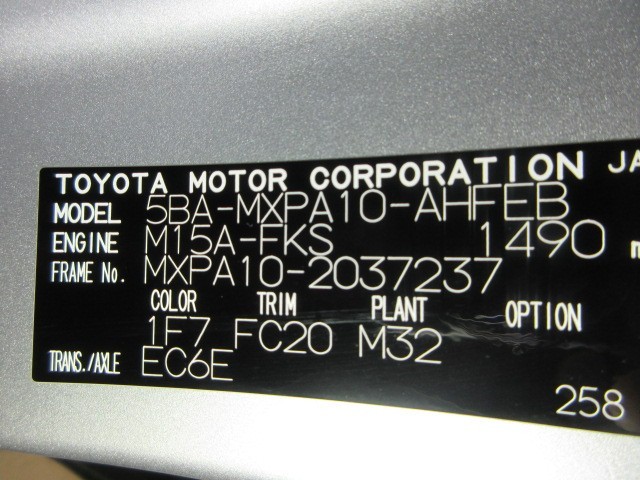 TOYOTA MOTOR CORPORATION JA
MODEL 5BA-MXPA10-AHFEB
ENGINE M15A-FKS 1490
FRAME No. MXPA10-2037237
COLOR TRIM PLANT OPTION
1F7 FC20 M32
TRANS./AXLE EC6E
258